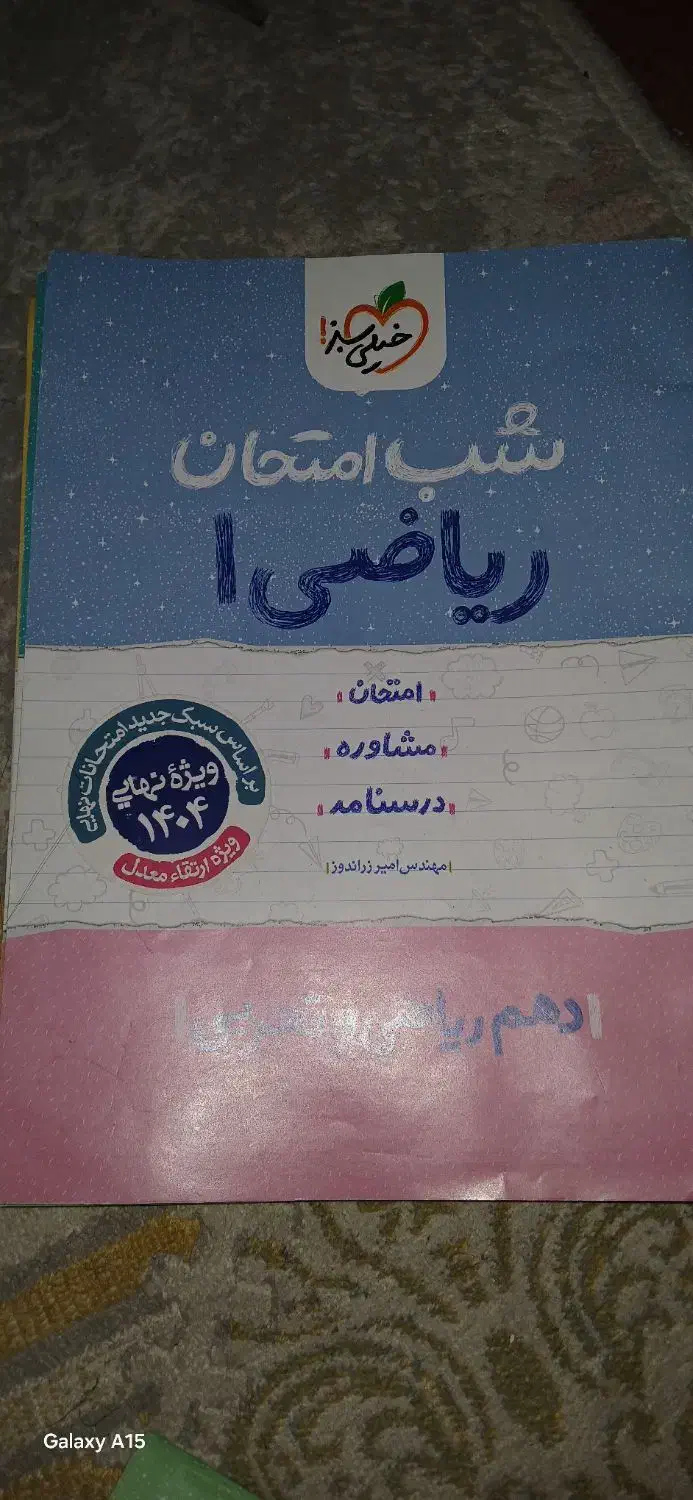 خیلی سبز!
شب امتحان
ریاضی ۱
امتحان
مشاوره
درسنامه
مهندس امیر زراندوز
بر اساس سبک جدید امتحانات نهایی
ویژهٔ نهایی
۱۴۰۴
ویژه ارتقاء معدل
دهم ریاضی و تجربی
Galaxy A15